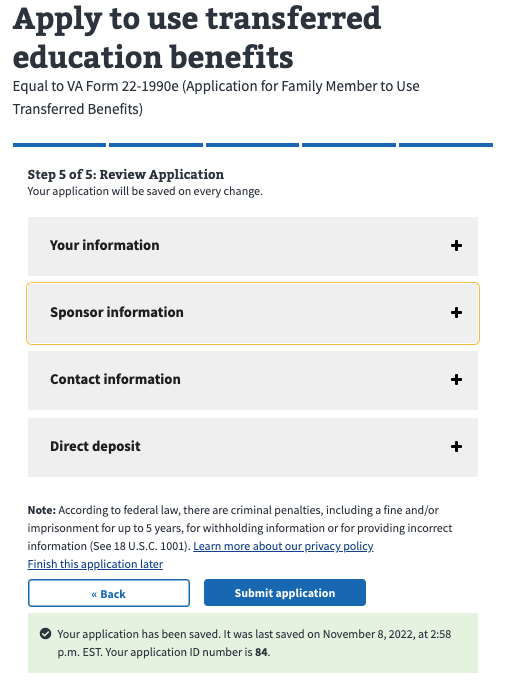 Apply to use transferred
education benefits
Equal to VA Form 22-1990e (Application for Family Member to Use
Transferred Benefits)
Step 5 of 5: Review Application
Your application will be saved on every change.
Your information
Sponsor information
Contact information
Direct deposit
Note: According to federal law, there are criminal penalties, including a fine and/or
imprisonment for up to 5 years, for withholding information or for providing incorrect
information (See 18 U.S.C. 1001). Learn more about our privacy policy
Finish this application later
« Back
Submit application
Your application has been saved. It was last saved on November 8, 2022, at 2:58
p.m. EST. Your application ID number is 84.